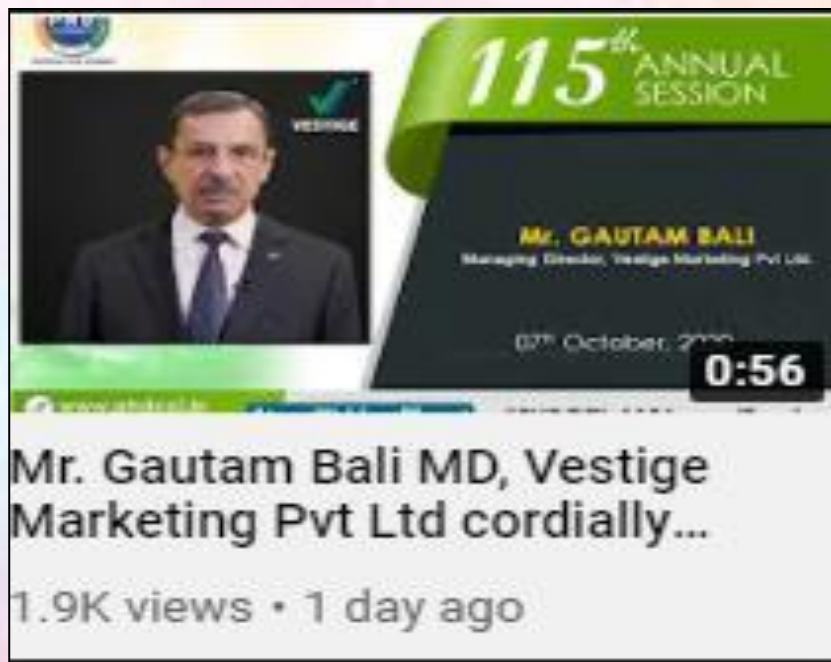 115th ANNUAL
SESSION
VESTIGE
Mr. GAUTAM BALI
Managing Director, Vestige Marketing Pvt Ltd.
07th October,
0:56
Mr. Gautam Bali MD, Vestige
Marketing Pvt Ltd cordially...
1.9K views • 1 day ago